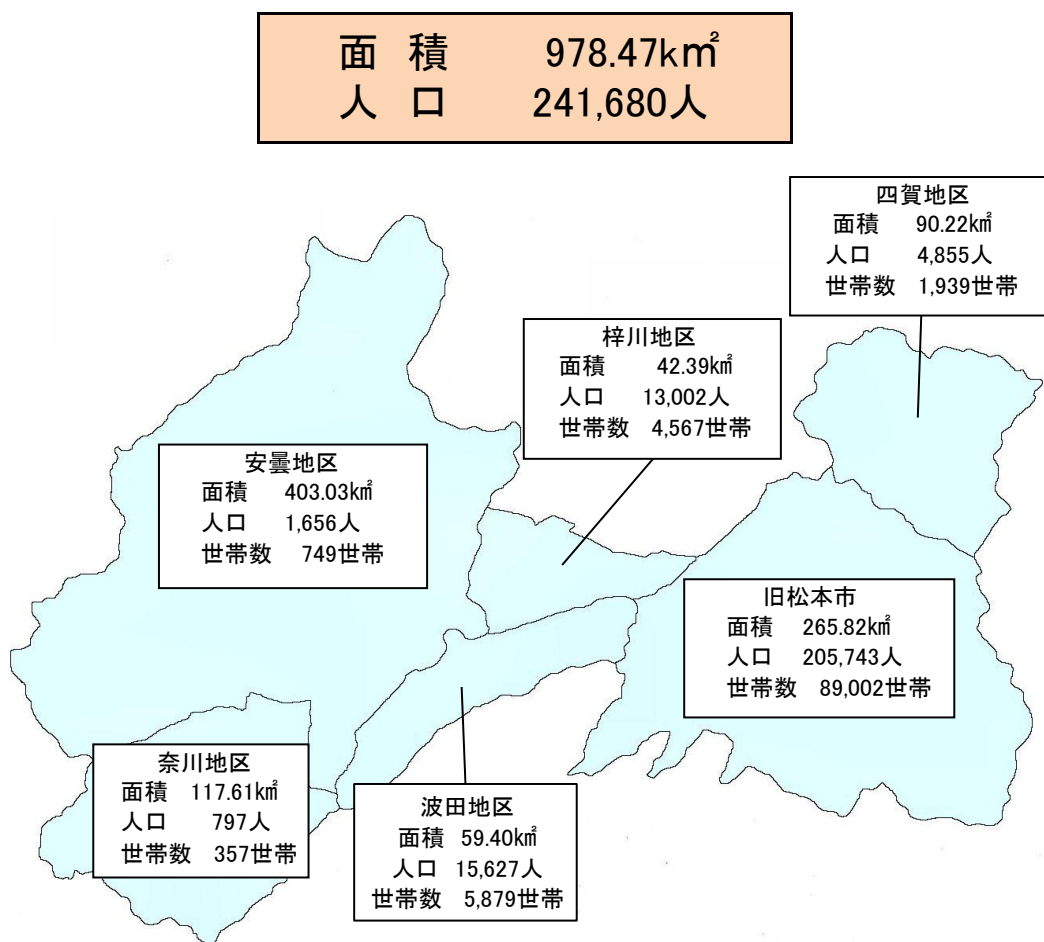 面 積 978.47k㎡
人 口 241,680人
四賀地区
面積 90.22k㎡
人口 4,855人
世帯数 1,939世帯
梓川地区
面積 42.39k㎡
人口 13,002人
世帯数 4,567世帯
安曇地区
面積 403.03k㎡
人口 1,656人
世帯数 749世帯
旧松本市
面積 265.82k㎡
人口 205,743人
世帯数 89,002世帯
奈川地区
面積 117.61k㎡
人口 797人
世帯数 357世帯
波田地区
面積 59.40k㎡
人口 15,627人
世帯数 5,879世帯